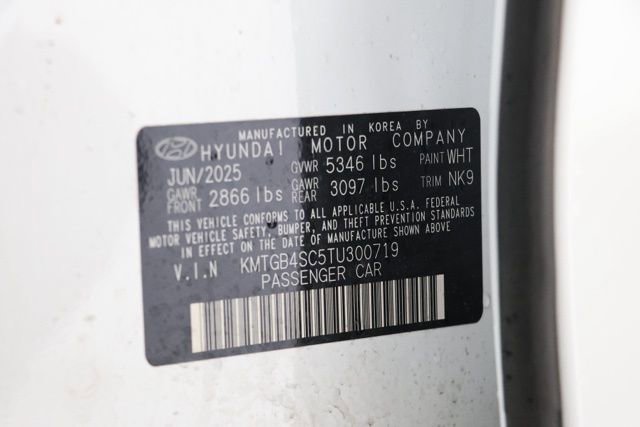 MANUFACTURED IN KOREA BY
HYUNDAI MOTOR COMPANY
JUN/2025 GVWR 5346 lbs PAINT WHT
GAWR FRONT 2866 lbs GAWR REAR 3097 lbs TRIM NK9
THIS VEHICLE CONFORMS TO ALL APPLICABLE U.S.A. FEDERAL
MOTOR VEHICLE SAFETY, BUMPER, AND THEFT PREVENTION STANDARDS
IN EFFECT ON THE DATE OF MANUFACTURE SHOWN ABOVE
V.I.N KMTGB4SC5TU300719
PASSENGER CAR